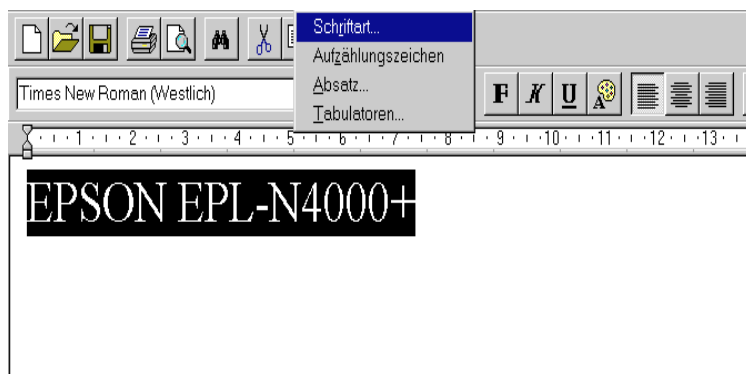 Schriftart...
Aufzählungszeichen
Absatz...
Tabulatoren...
Times New Roman (Westlich)
F K U A
1 2 3 4 5 6 7 8 9 10 11 12 13
EPSON EPL-N4000+